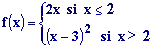 f(x)= { 2x si x ≤ 2
(x − 3)² si x > 2